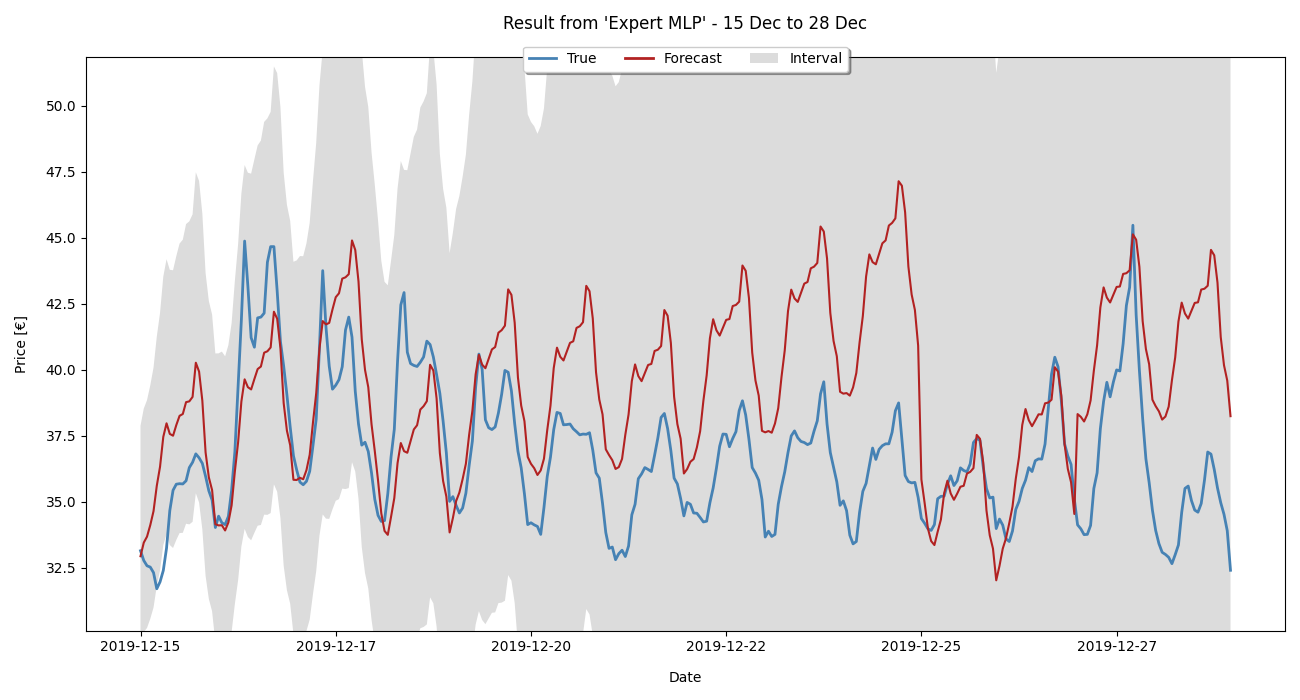 Result from 'Expert MLP' - 15 Dec to 28 Dec
True
Forecast
Interval
50.0
47.5
45.0
42.5
40.0
37.5
35.0
32.5
Price [€]
2019-12-15
2019-12-17
2019-12-20
2019-12-22
2019-12-25
2019-12-27
Date